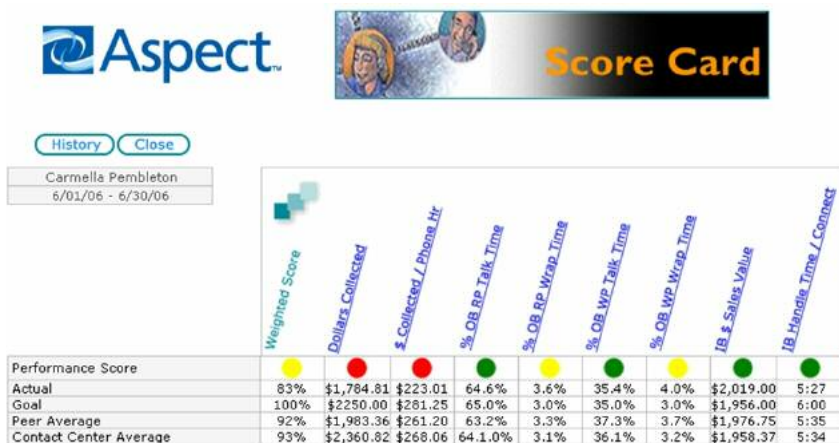 Aspect™
Score Card
History Close
Carmella Pembleton
6/01/06 - 6/30/06
Weighted Score
Dollars Collected
$ Collected / Phone Hr
% OB RP Talk Time
% OB RP Wrap Time
% OB WP Talk Time
% OB WP Wrap Time
IB $ Sales Value
IB Handle Time / Connect
Performance Score
Actual 83% $1,784.81 $223.01 64.6% 3.6% 35.4% 4.0% $2,019.00 5:27
Goal 100% $2250.00 $281.25 65.0% 3.0% 35.0% 3.0% $1,956.00 6:00
Peer Average 92% $1,983.36 $261.20 63.2% 3.3% 37.3% 3.7% $1,976.75 5:35
Contact Center Average 93% $2,360.82 $268.06 64.1.0% 3.1% 36.1% 3.2% $1,958.37 5:34